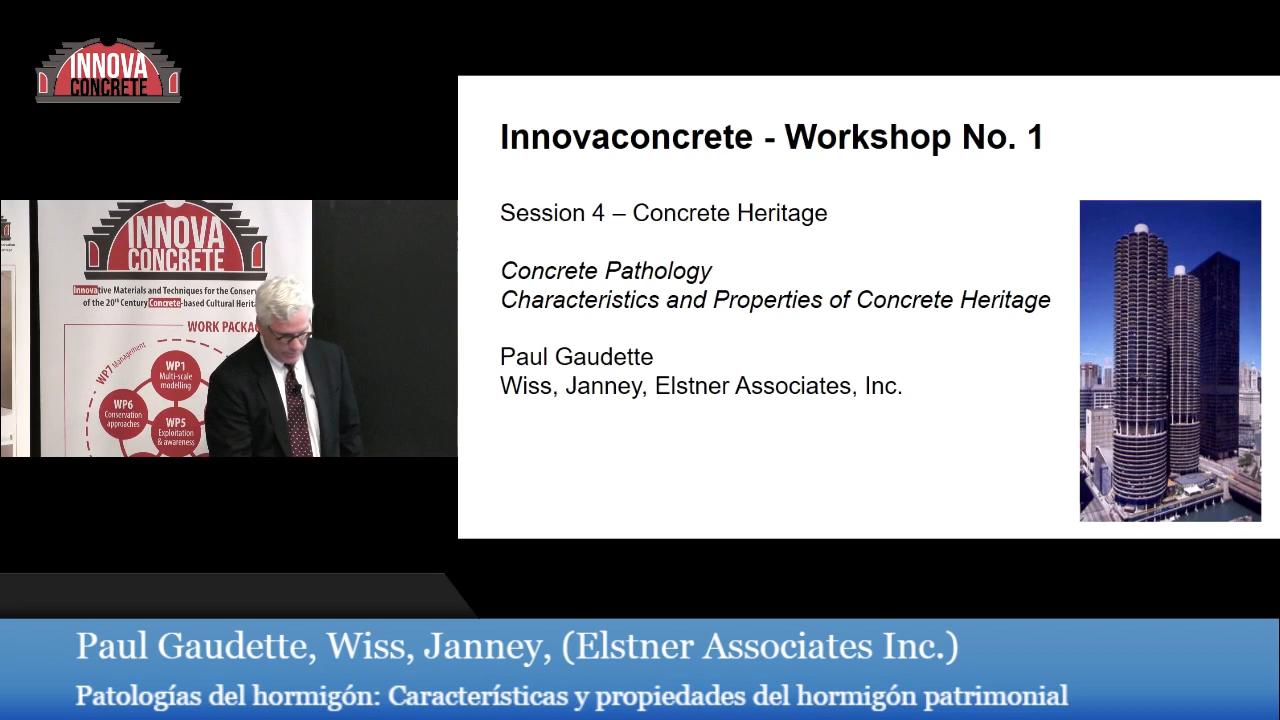 INNOVA
CONCRETE
Innovaconcrete - Workshop No. 1
Session 4 – Concrete Heritage
Concrete Pathology
Characteristics and Properties of Concrete Heritage
Paul Gaudette
Wiss, Janney, Elstner Associates, Inc.
INNOVA
CONCRETE
Innovative Materials and Techniques for the Conser
of the 20th Century Concrete-based Cultural Herit
WORK PACKA
WP7 Management
WP1
Multi-scale
modelling
WP6
Conservation
approaches
WP5
Exploitation
& awareness
Paul Gaudette, Wiss, Janney, (Elstner Associates Inc.)
Patologías del hormigón: Características y propiedades del hormigón patrimonial